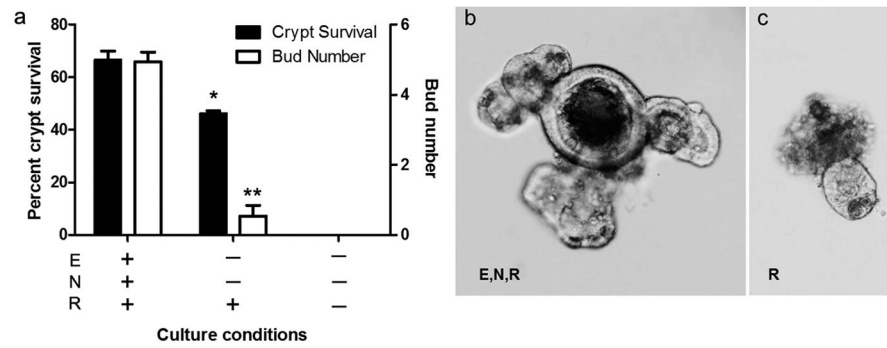 a
Crypt Survival
Bud Number
Percent crypt survival
80
60
40
20
0
Bud number
6
4
2
0
*
**
E + – –
N + – –
R + + –
Culture conditions
b
E,N,R
c
R